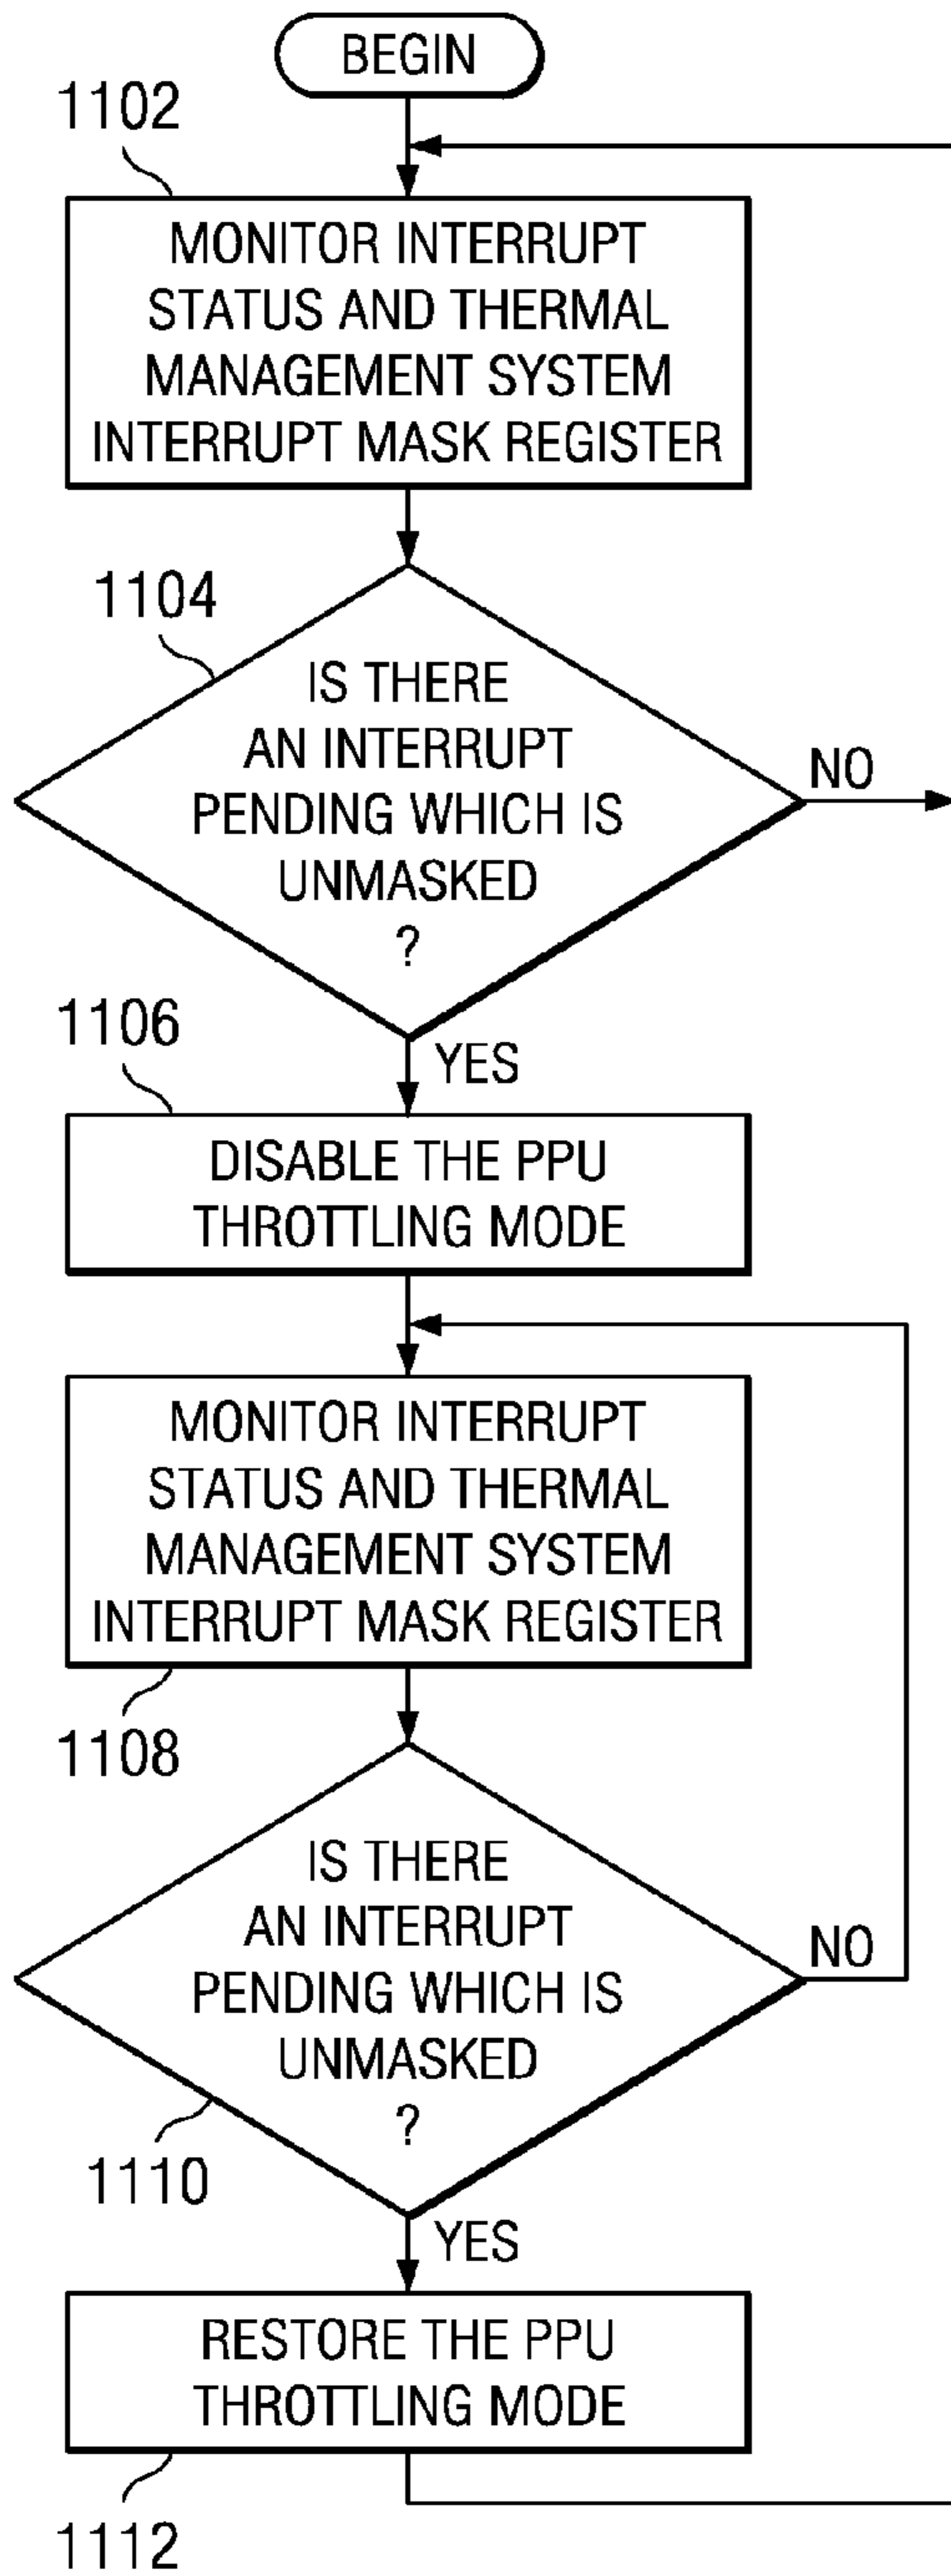 BEGIN
1102
MONITOR INTERRUPT
STATUS AND THERMAL
MANAGEMENT SYSTEM
INTERRUPT MASK REGISTER
1104
IS THERE
AN INTERRUPT
PENDING WHICH IS
UNMASKED
?
NO
YES
1106
DISABLE THE PPU
THROTTLING MODE
MONITOR INTERRUPT
STATUS AND THERMAL
MANAGEMENT SYSTEM
INTERRUPT MASK REGISTER
1108
IS THERE
AN INTERRUPT
PENDING WHICH IS
UNMASKED
?
NO
1110
YES
RESTORE THE PPU
THROTTLING MODE
1112